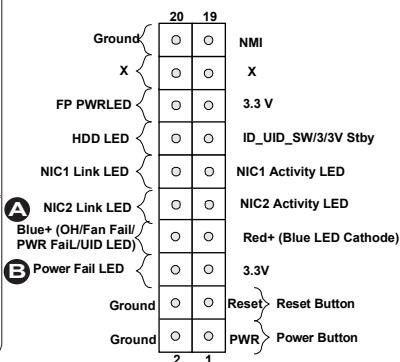 20 19
Ground NMI
X X
FP PWRLED 3.3 V
HDD LED ID_UID_SW/3/3V Stby
NIC1 Link LED NIC1 Activity LED
A NIC2 Link LED NIC2 Activity LED
Blue+ (OH/Fan Fail/
PWR FaiL/UID LED) Red+ (Blue LED Cathode)
B Power Fail LED 3.3V
Ground Reset Reset Button
Ground PWR Power Button
2 1